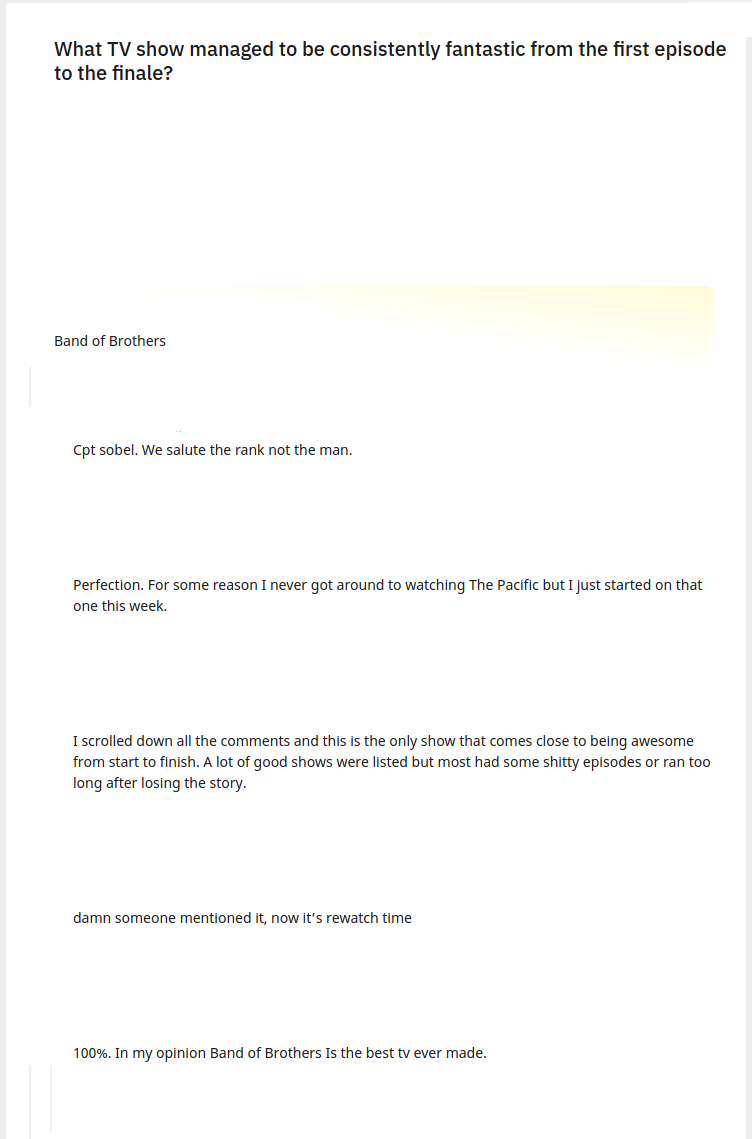 What TV show managed to be consistently fantastic from the first episode
to the finale?
Band of Brothers
Cpt sobel. We salute the rank not the man.
Perfection. For some reason I never got around to watching The Pacific but I just started on that
one this week.
I scrolled down all the comments and this is the only show that comes close to being awesome
from start to finish. A lot of good shows were listed but most had some shitty episodes or ran too
long after losing the story.
damn someone mentioned it, now it’s rewatch time
100%. In my opinion Band of Brothers Is the best tv ever made.